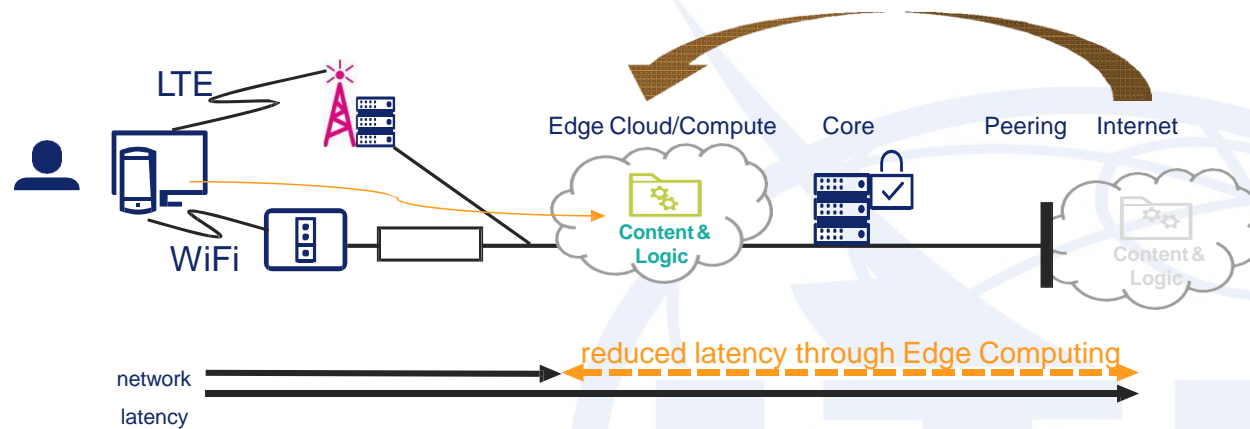 LTE
Edge Cloud/Compute
Core
Peering
Internet
Content &
Logic
Content &
Logic
WiFi
reduced latency through Edge Computing
network
latency